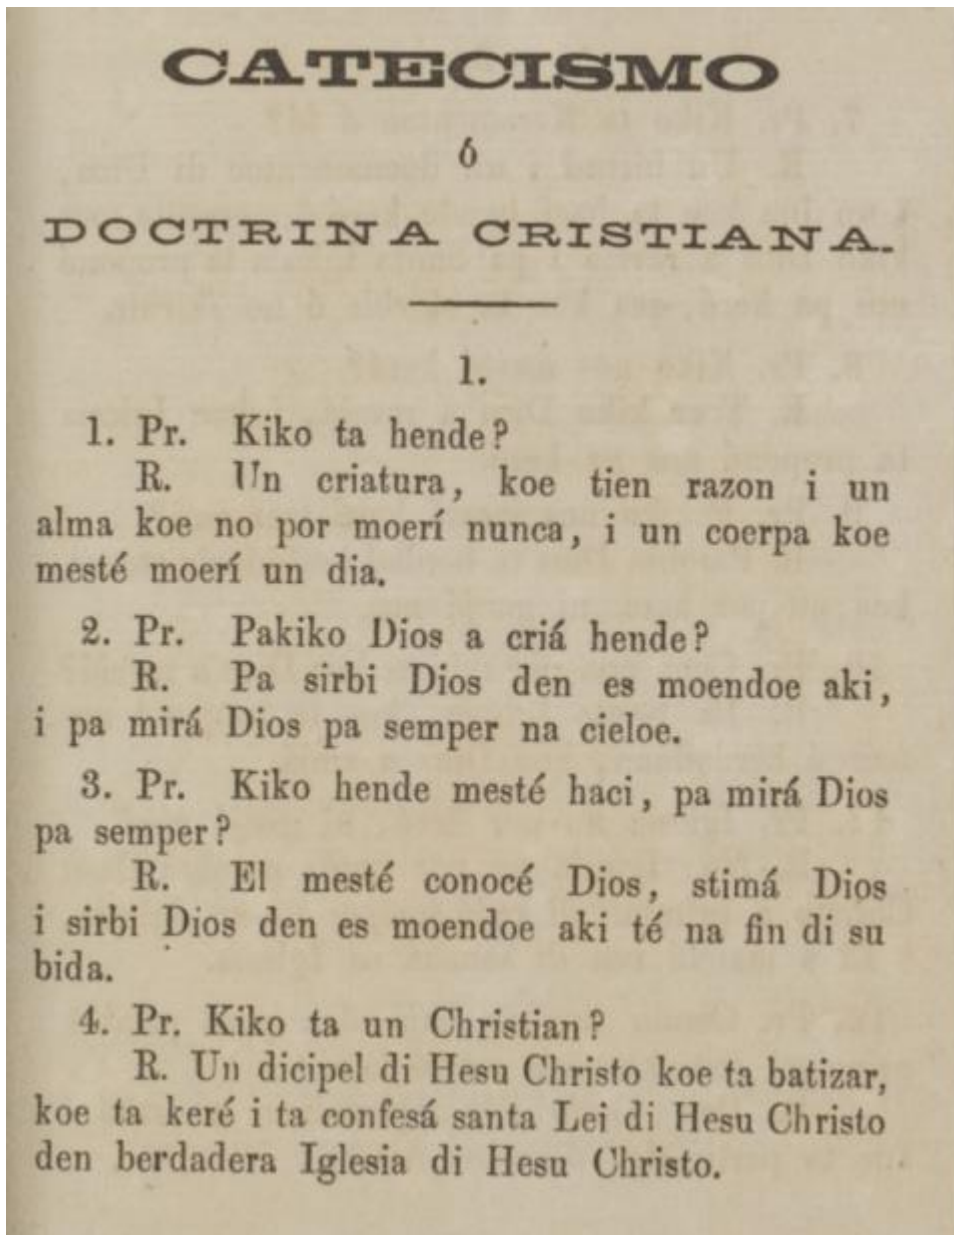 CATECISMO
ó
DOCTRINA CRISTIANA.
1.
1. Pr. Kiko ta hende?
R. Un criatura, koe tien razon i un
alma koe no por moerí nunca, i un coerpa koe
mesté moerí un dia.
2. Pr. Pakiko Dios a criá hende?
R. Pa sirbi Dios den es moendoe aki,
i pa mirá Dios pa semper na cieloe.
3. Pr. Kiko hende mesté haci, pa mirá Dios
pa semper?
R. El mesté conocé Dios, stimá Dios
i sirbi Dios den es moendoe aki té na fin di su
bida.
4. Pr. Kiko ta un Christian?
R. Un dicipel di Hesu Christo koe ta batizar,
koe ta keré i ta confesá santa Lei di Hesu Christo
den berdadera Iglesia di Hesu Christo.